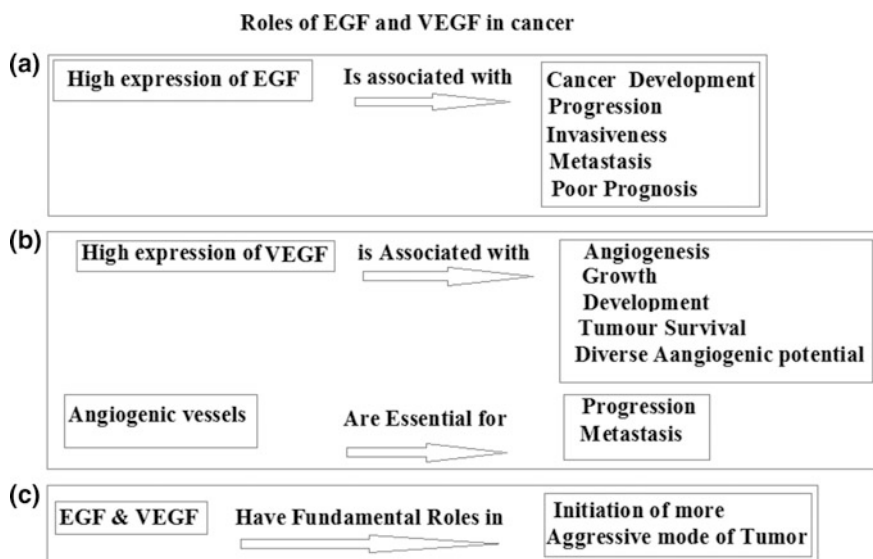 Roles of EGF and VEGF in cancer
(a)
High expression of EGF
Is associated with
Cancer Development
Progression
Invasiveness
Metastasis
Poor Prognosis
(b)
High expression of VEGF
is Associated with
Angiogenesis
Growth
Development
Tumour Survival
Diverse Aangiogenic potential
Angiogenic vessels
Are Essential for
Progression
Metastasis
(c)
EGF & VEGF
Have Fundamental Roles in
Initiation of more
Aggressive mode of Tumor